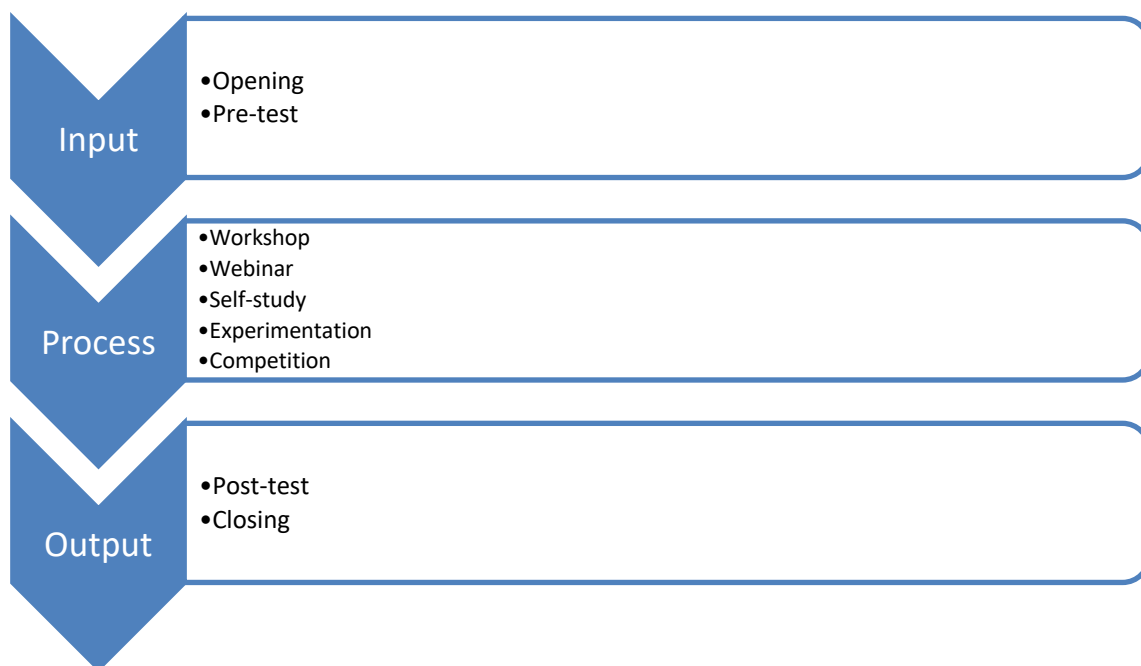 Input
•Opening
•Pre-test
Process
•Workshop
•Webinar
•Self-study
•Experimentation
•Competition
Output
•Post-test
•Closing